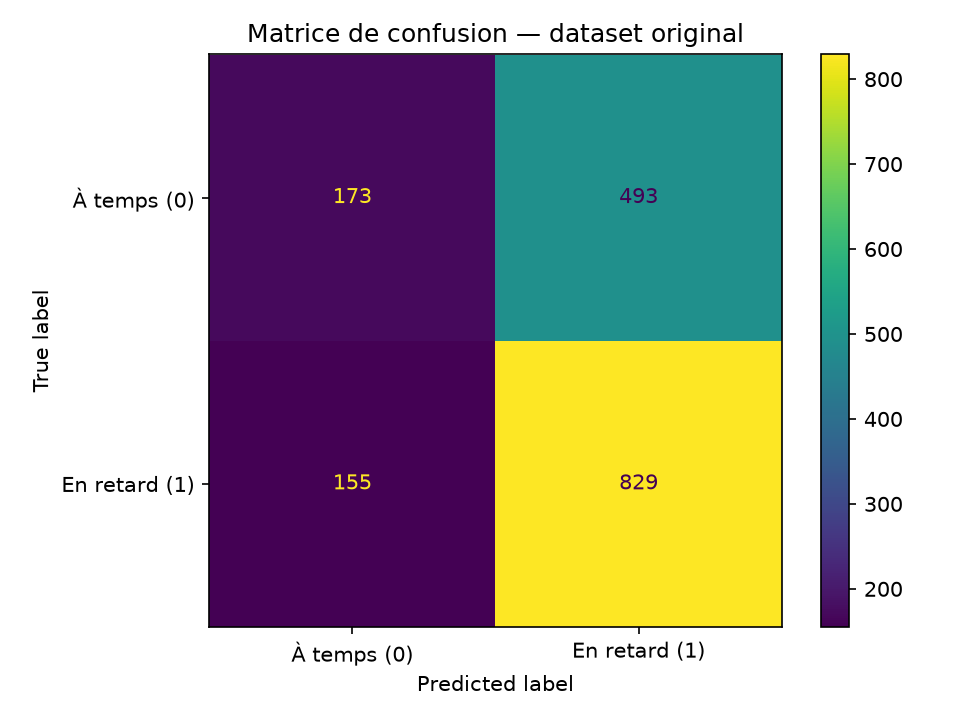 Matrice de confusion — dataset original
True label
À temps (0)
173
493
En retard (1)
155
829
À temps (0)
En retard (1)
Predicted label
800
700
600
500
400
300
200